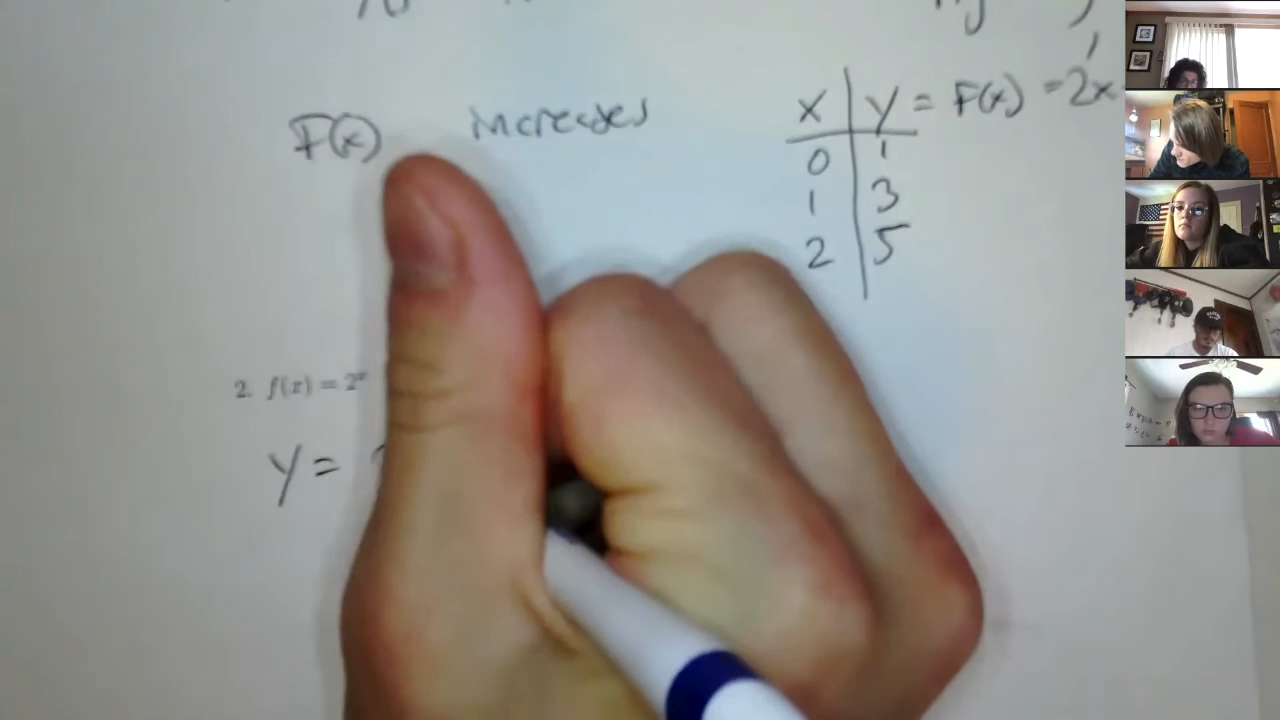 F(x) increases
x | y = F(x) = 2x
0 | 1
1 | 3
2 | 5
2. f(x) = 2ˣ
y =